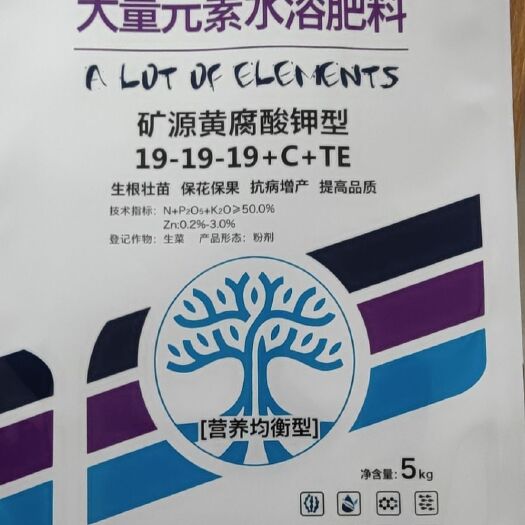 大量元素水溶肥料
A LOT OF ELEMENTS
矿源黄腐酸钾型
19-19-19+C+TE
生根壮苗 保花保果 抗病增产 提高品质
技术指标: N+P₂O₅+K₂O≥50.0%
Zn:0.2%-3.0%
登记作物: 生菜 产品形态: 粉剂
[营养均衡型]
净含量: 5kg